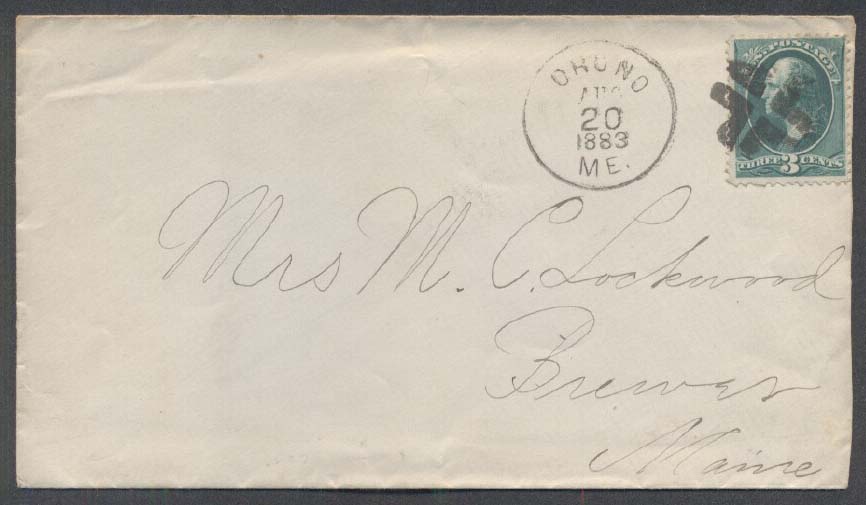 ORONO
AUG
20
1883
ME.
U.S. POSTAGE
THREE 3 CENTS
Mrs M. C. Lockwood
Brewer
Maine